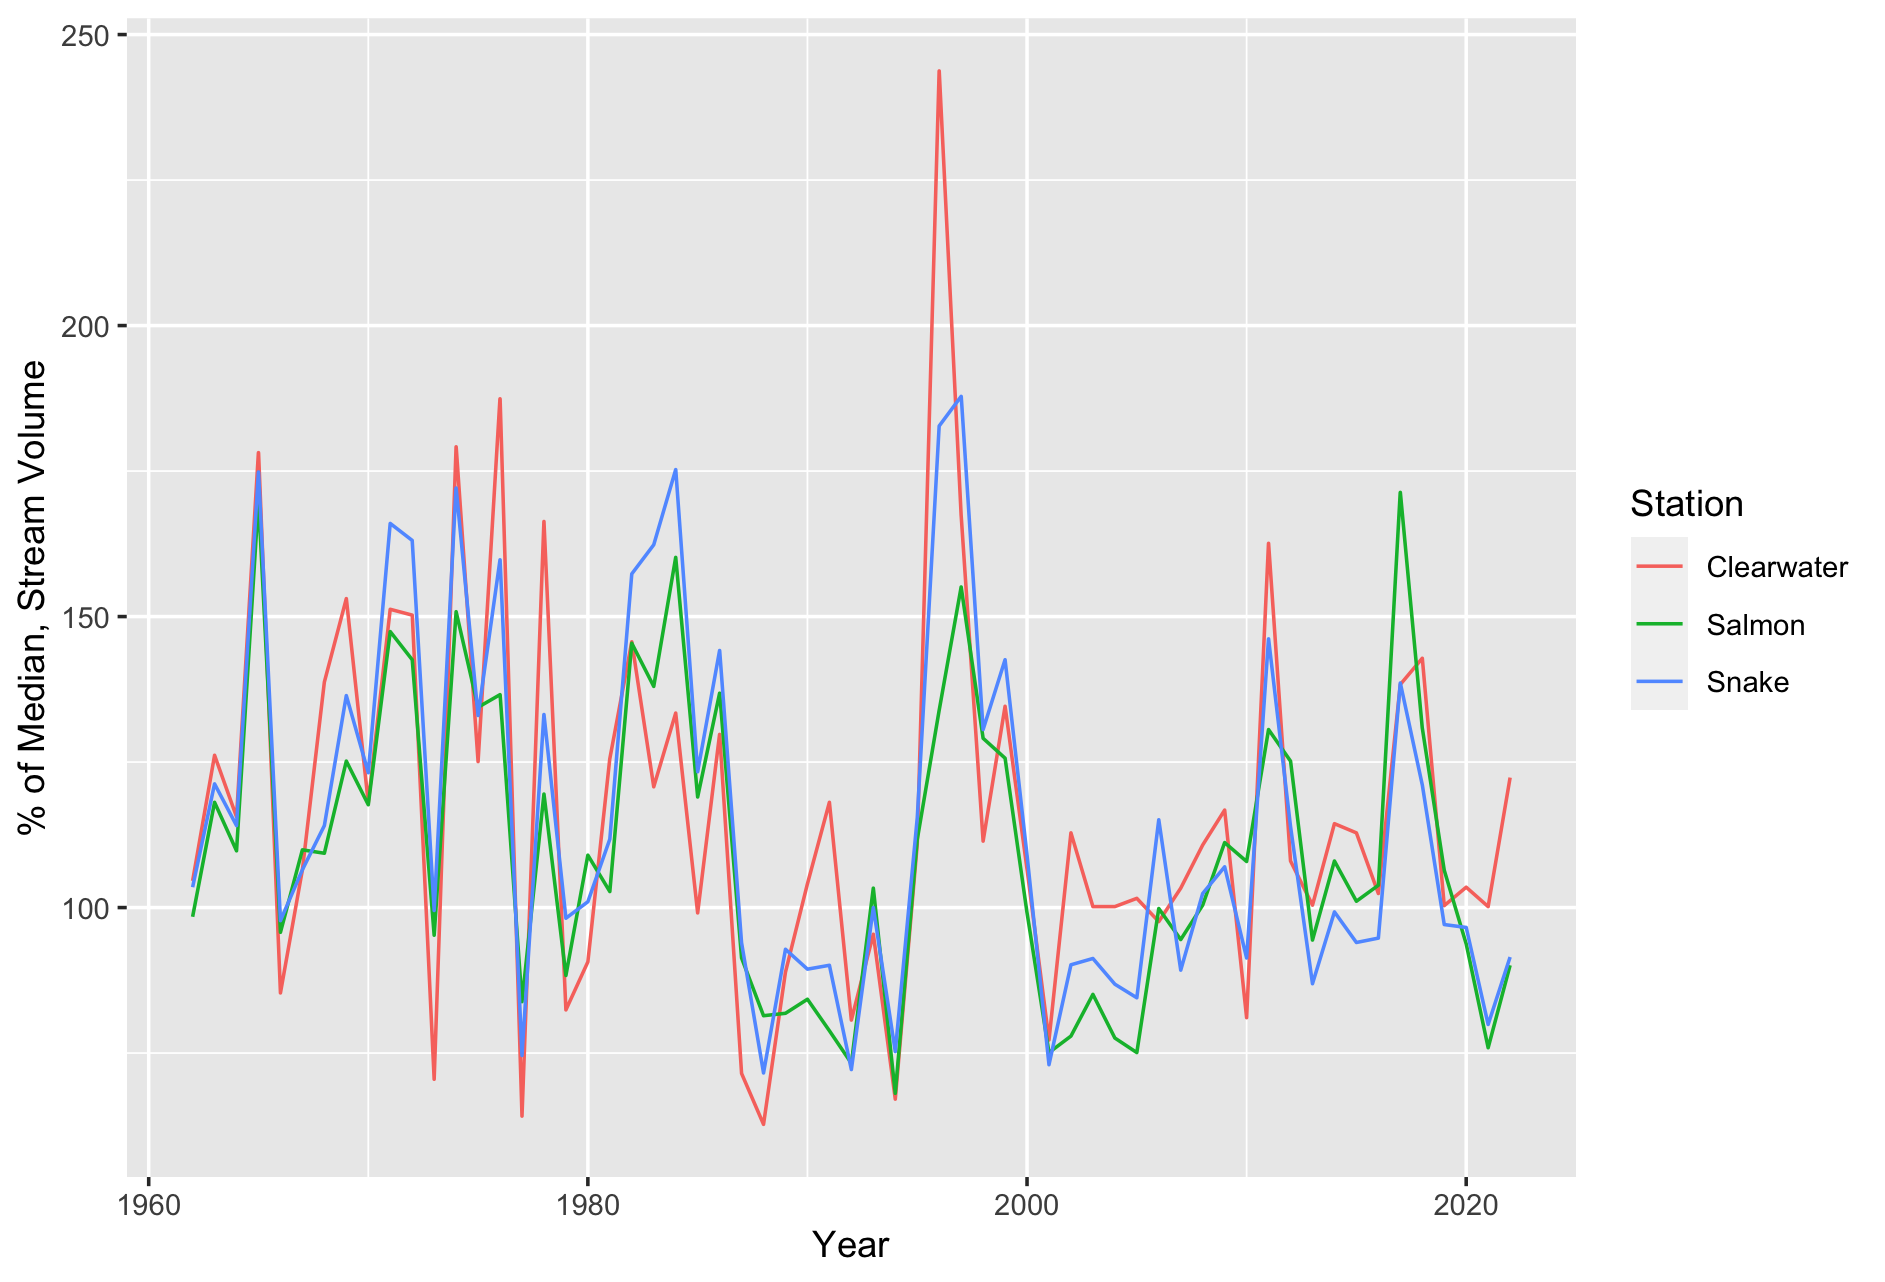 250
200
150
100
% of Median, Stream Volume
1960
1980
2000
2020
Year
Station
Clearwater
Salmon
Snake